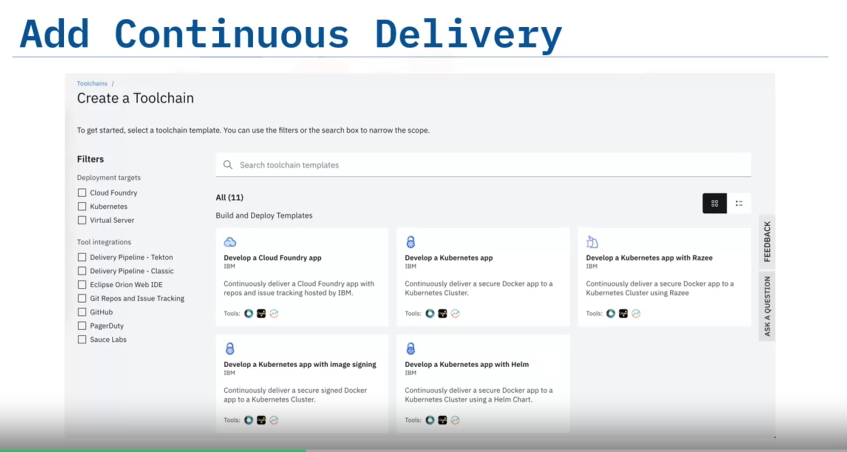 Add Continuous Delivery
Toolchains /
Create a Toolchain
To get started, select a toolchain template. You can use the filters or the search box to narrow the scope.
Filters
Deployment targets
Cloud Foundry
Kubernetes
Virtual Server
Tool integrations
Delivery Pipeline - Tekton
Delivery Pipeline - Classic
Eclipse Orion Web IDE
Git Repos and Issue Tracking
GitHub
PagerDuty
Sauce Labs
Search toolchain templates
All (11)
Build and Deploy Templates
Develop a Cloud Foundry app
IBM
Continuously deliver a Cloud Foundry app with
repos and issue tracking hosted by IBM.
Tools:
Develop a Kubernetes app
IBM
Continuously deliver a secure Docker app to a
Kubernetes Cluster.
Tools:
Develop a Kubernetes app with Razee
IBM
Continuously deliver a secure Docker app to a
Kubernetes Cluster using Razee
Tools:
Develop a Kubernetes app with image signing
IBM
Continuously deliver a secure signed Docker
app to a Kubernetes Cluster.
Tools:
Develop a Kubernetes app with Helm
IBM
Continuously deliver a secure Docker app to a
Kubernetes Cluster using a Helm Chart.
Tools:
FEEDBACK
ASK A QUESTION